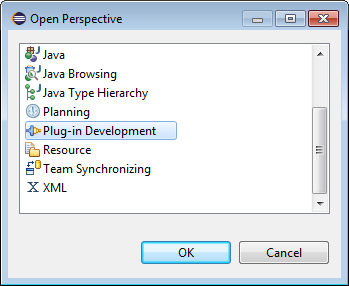 Open Perspective
Java
Java Browsing
Java Type Hierarchy
Planning
Plug-in Development
Resource
Team Synchronizing
X XML
OK
Cancel